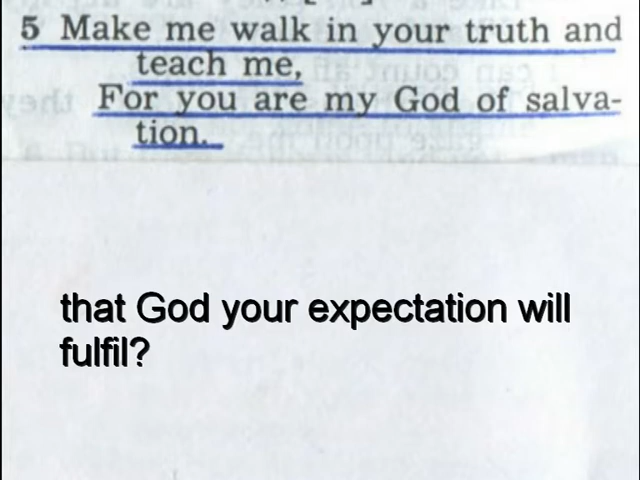 5 Make me walk in your truth and
teach me,
For you are my God of salva-
tion.
that God your expectation will
fulfil?